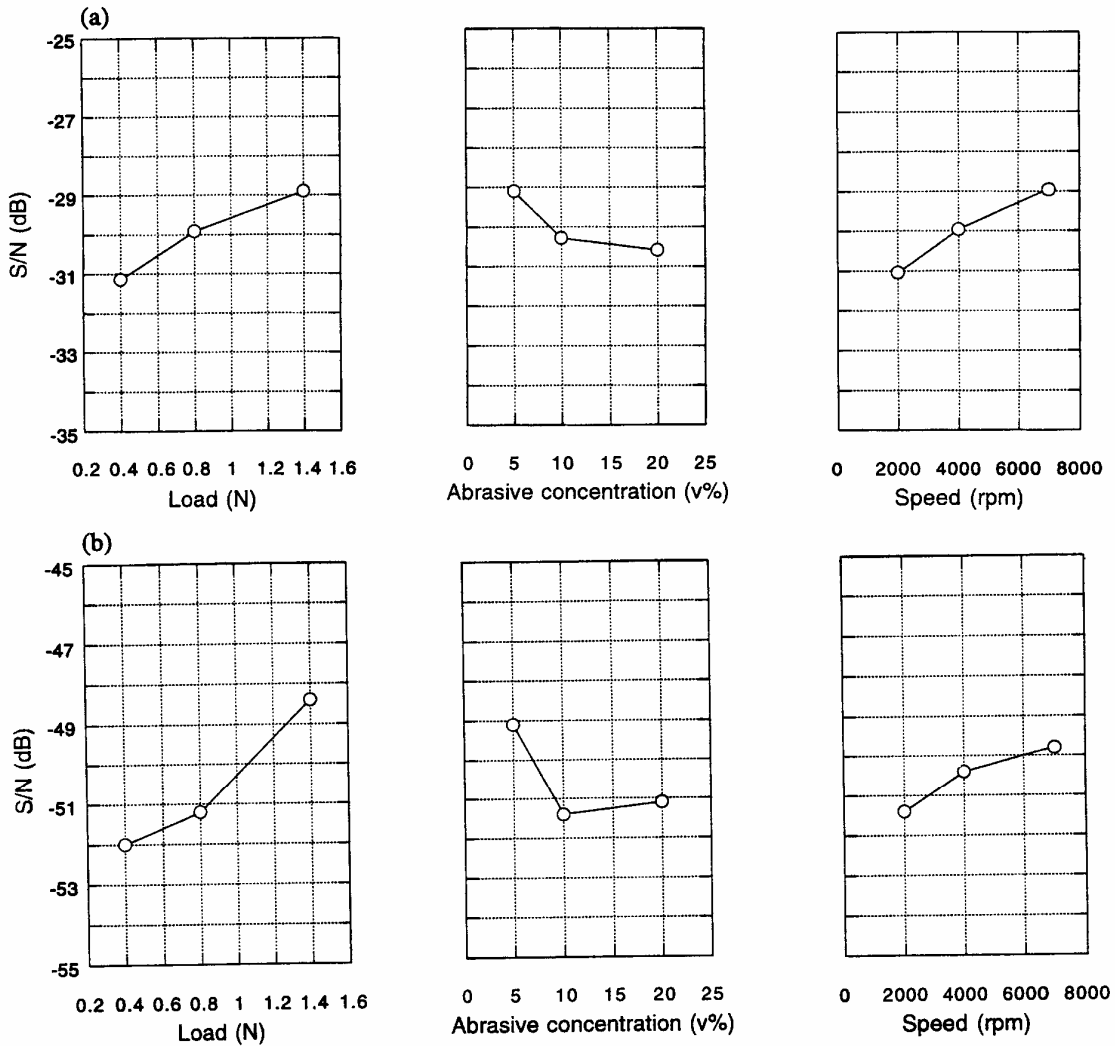 (a)
-25
-27
-29
-31
-33
-35
S/N (dB)
0.2 0.4 0.6 0.8 1 1.2 1.4 1.6
Load (N)
0 5 10 15 20 25
Abrasive concentration (v%)
0 2000 4000 6000 8000
Speed (rpm)
(b)
-45
-47
-49
-51
-53
-55
S/N (dB)
0.2 0.4 0.6 0.8 1 1.2 1.4 1.6
Load (N)
0 5 10 15 20 25
Abrasive concentration (v%)
0 2000 4000 6000 8000
Speed (rpm)